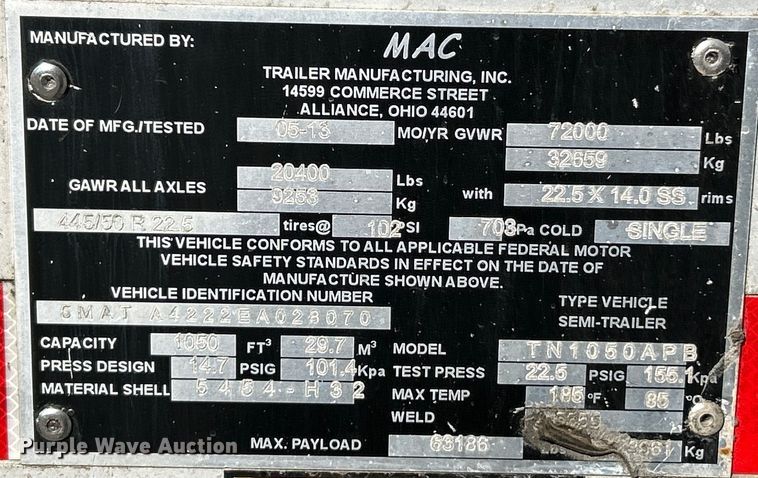 MANUFACTURED BY: MAC
TRAILER MANUFACTURING, INC.
14599 COMMERCE STREET
ALLIANCE, OHIO 44601
DATE OF MFG./TESTED 05-13 MO/YR GVWR 72000 Lbs
32659 Kg
GAWR ALL AXLES 20400 Lbs
9253 Kg with 22.5 X 14.0 SS rims
445/50 R 22.5 tires@ 102 PSI 703 kPa COLD SINGLE
THIS VEHICLE CONFORMS TO ALL APPLICABLE FEDERAL MOTOR
VEHICLE SAFETY STANDARDS IN EFFECT ON THE DATE OF
MANUFACTURE SHOWN ABOVE.
VEHICLE IDENTIFICATION NUMBER TYPE VEHICLE
5MAT A4222EA023070 SEMI-TRAILER
CAPACITY 1050 FT³ 29.7 M³ MODEL TN1050APB
PRESS DESIGN 14.7 PSIG 101.4 Kpa TEST PRESS 22.5 PSIG 155.1 Kpa
MATERIAL SHELL 5454-H32 MAX TEMP 185 °F 85 °C
WELD
MAX. PAYLOAD 63186 Lbs Kg
Purple Wave Auction